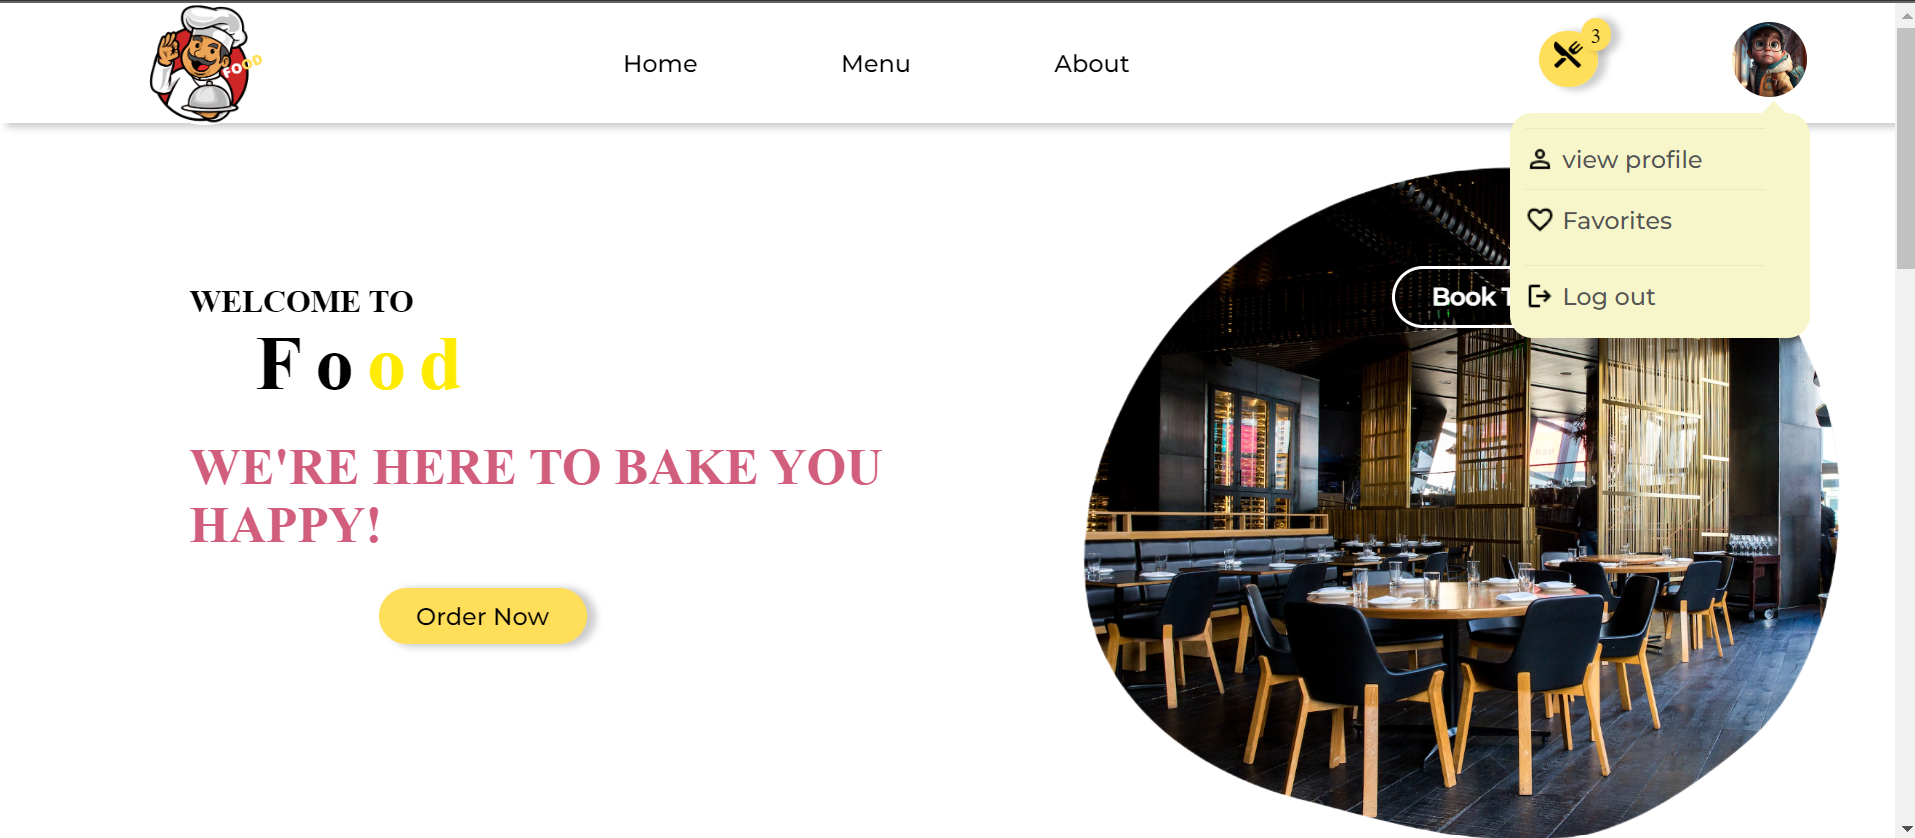 FOOD
Home
Menu
About
3
view profile
Favorites
Log out
Book T
WELCOME TO
Food
WE'RE HERE TO BAKE YOU
HAPPY!
Order Now